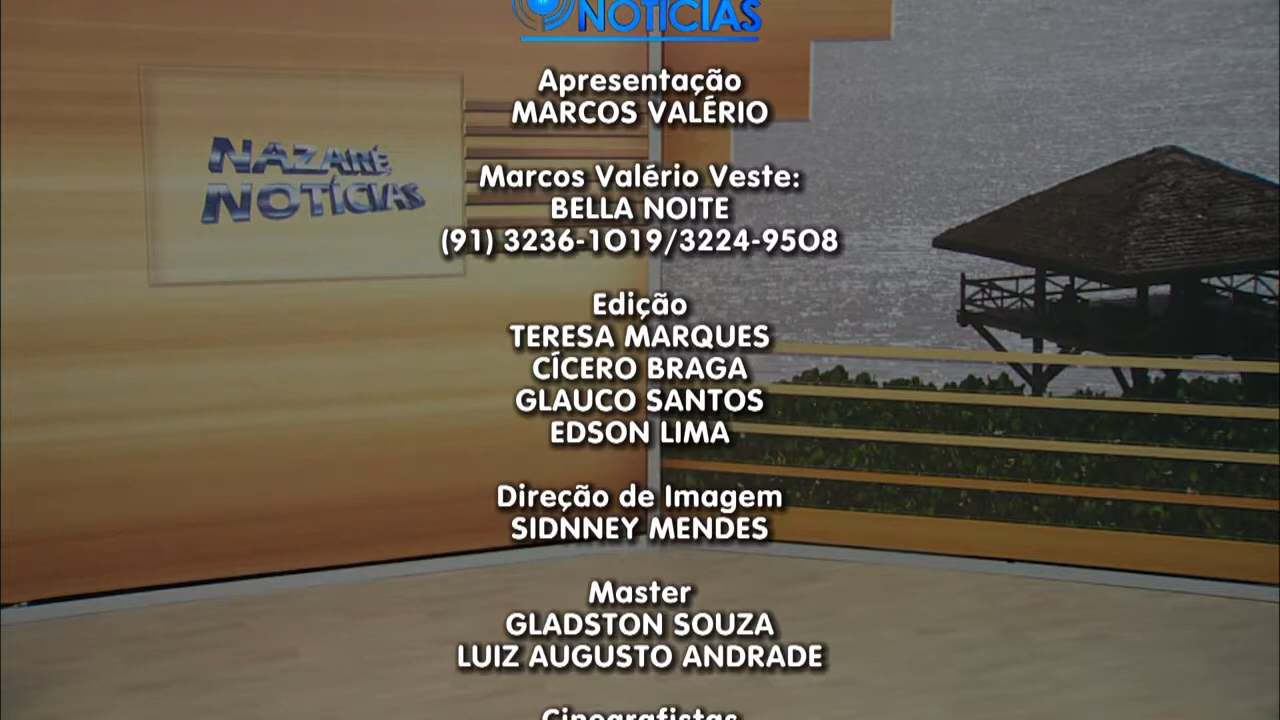 NOTÍCIAS
Apresentação
MARCOS VALÉRIO
Marcos Valério Veste:
BELLA NOITE
(91) 3236-1019/3224-9508
Edição
TERESA MARQUES
CÍCERO BRAGA
GLAUCO SANTOS
EDSON LIMA
Direção de Imagem
SIDNNEY MENDES
Master
GLADSTON SOUZA
LUIZ AUGUSTO ANDRADE
Cinegrafistas
NAZARÉ
NOTÍCIAS